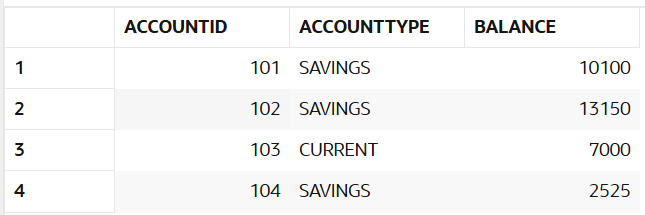 ACCOUNTID ACCOUNTTYPE BALANCE
1 101 SAVINGS 10100
2 102 SAVINGS 13150
3 103 CURRENT 7000
4 104 SAVINGS 2525